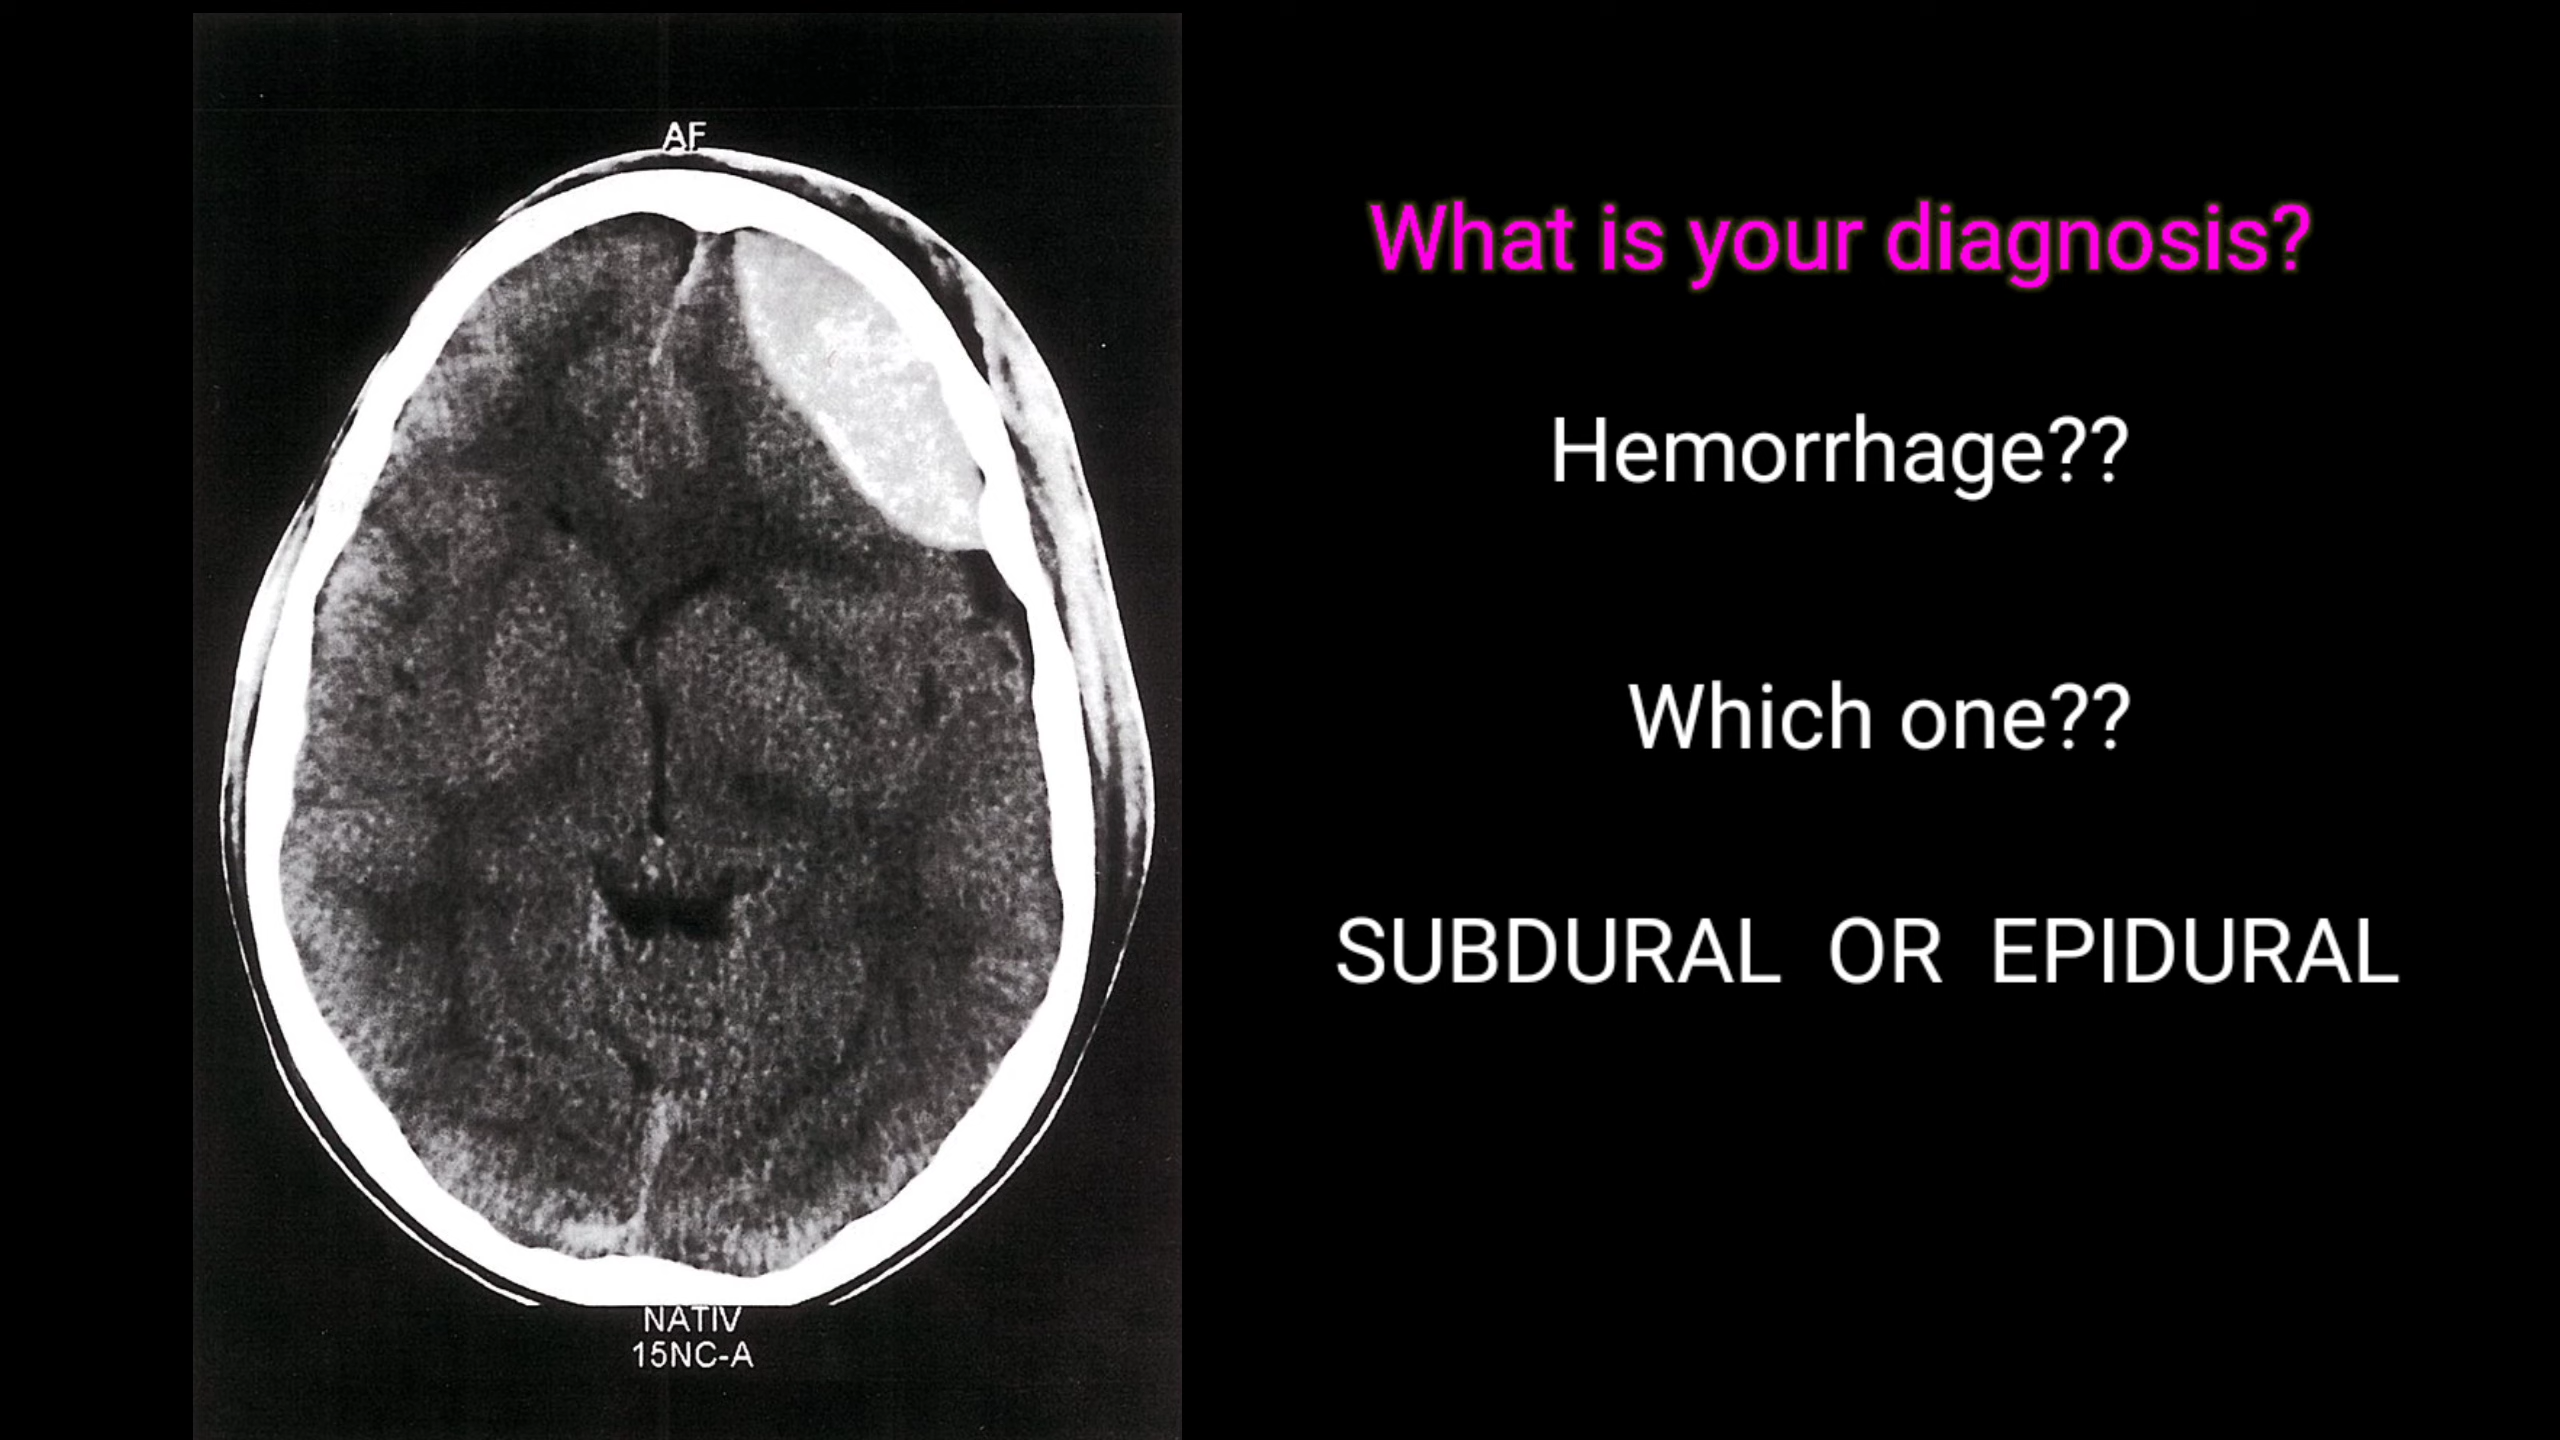 AF
What is your diagnosis?
Hemorrhage??
Which one??
SUBDURAL OR EPIDURAL
NATIV
15NC-A